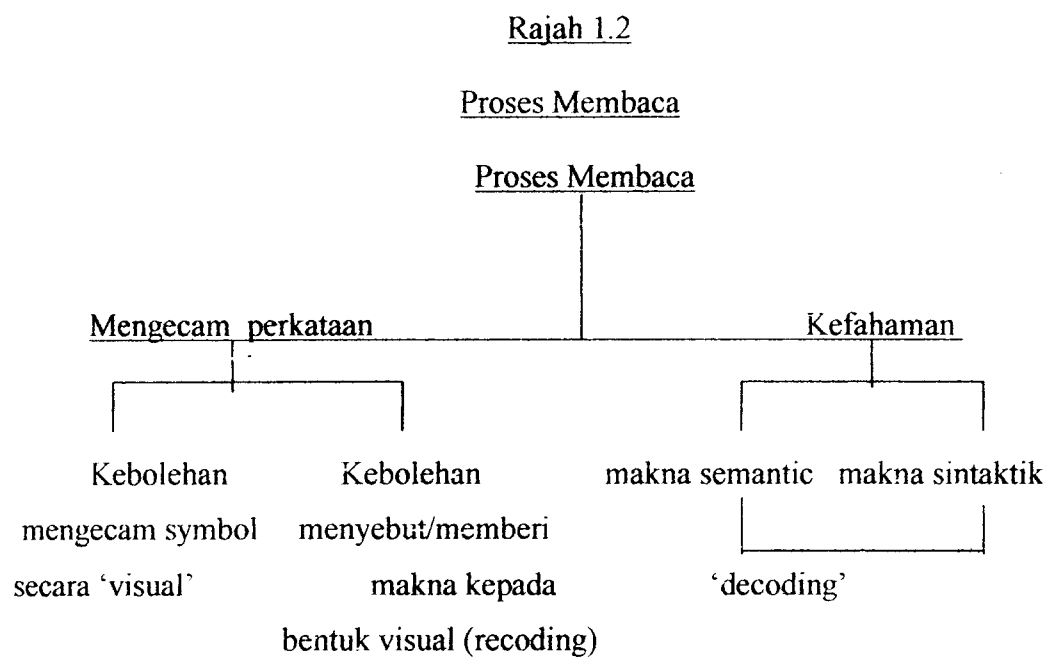 Rajah 1.2
Proses Membaca
Proses Membaca
Mengecam perkataan
Kefahaman
Kebolehan
mengecam symbol
secara ‘visual’
Kebolehan
menyebut/memberi
makna kepada
bentuk visual (recoding)
makna semantic
makna sintaktik
‘decoding’